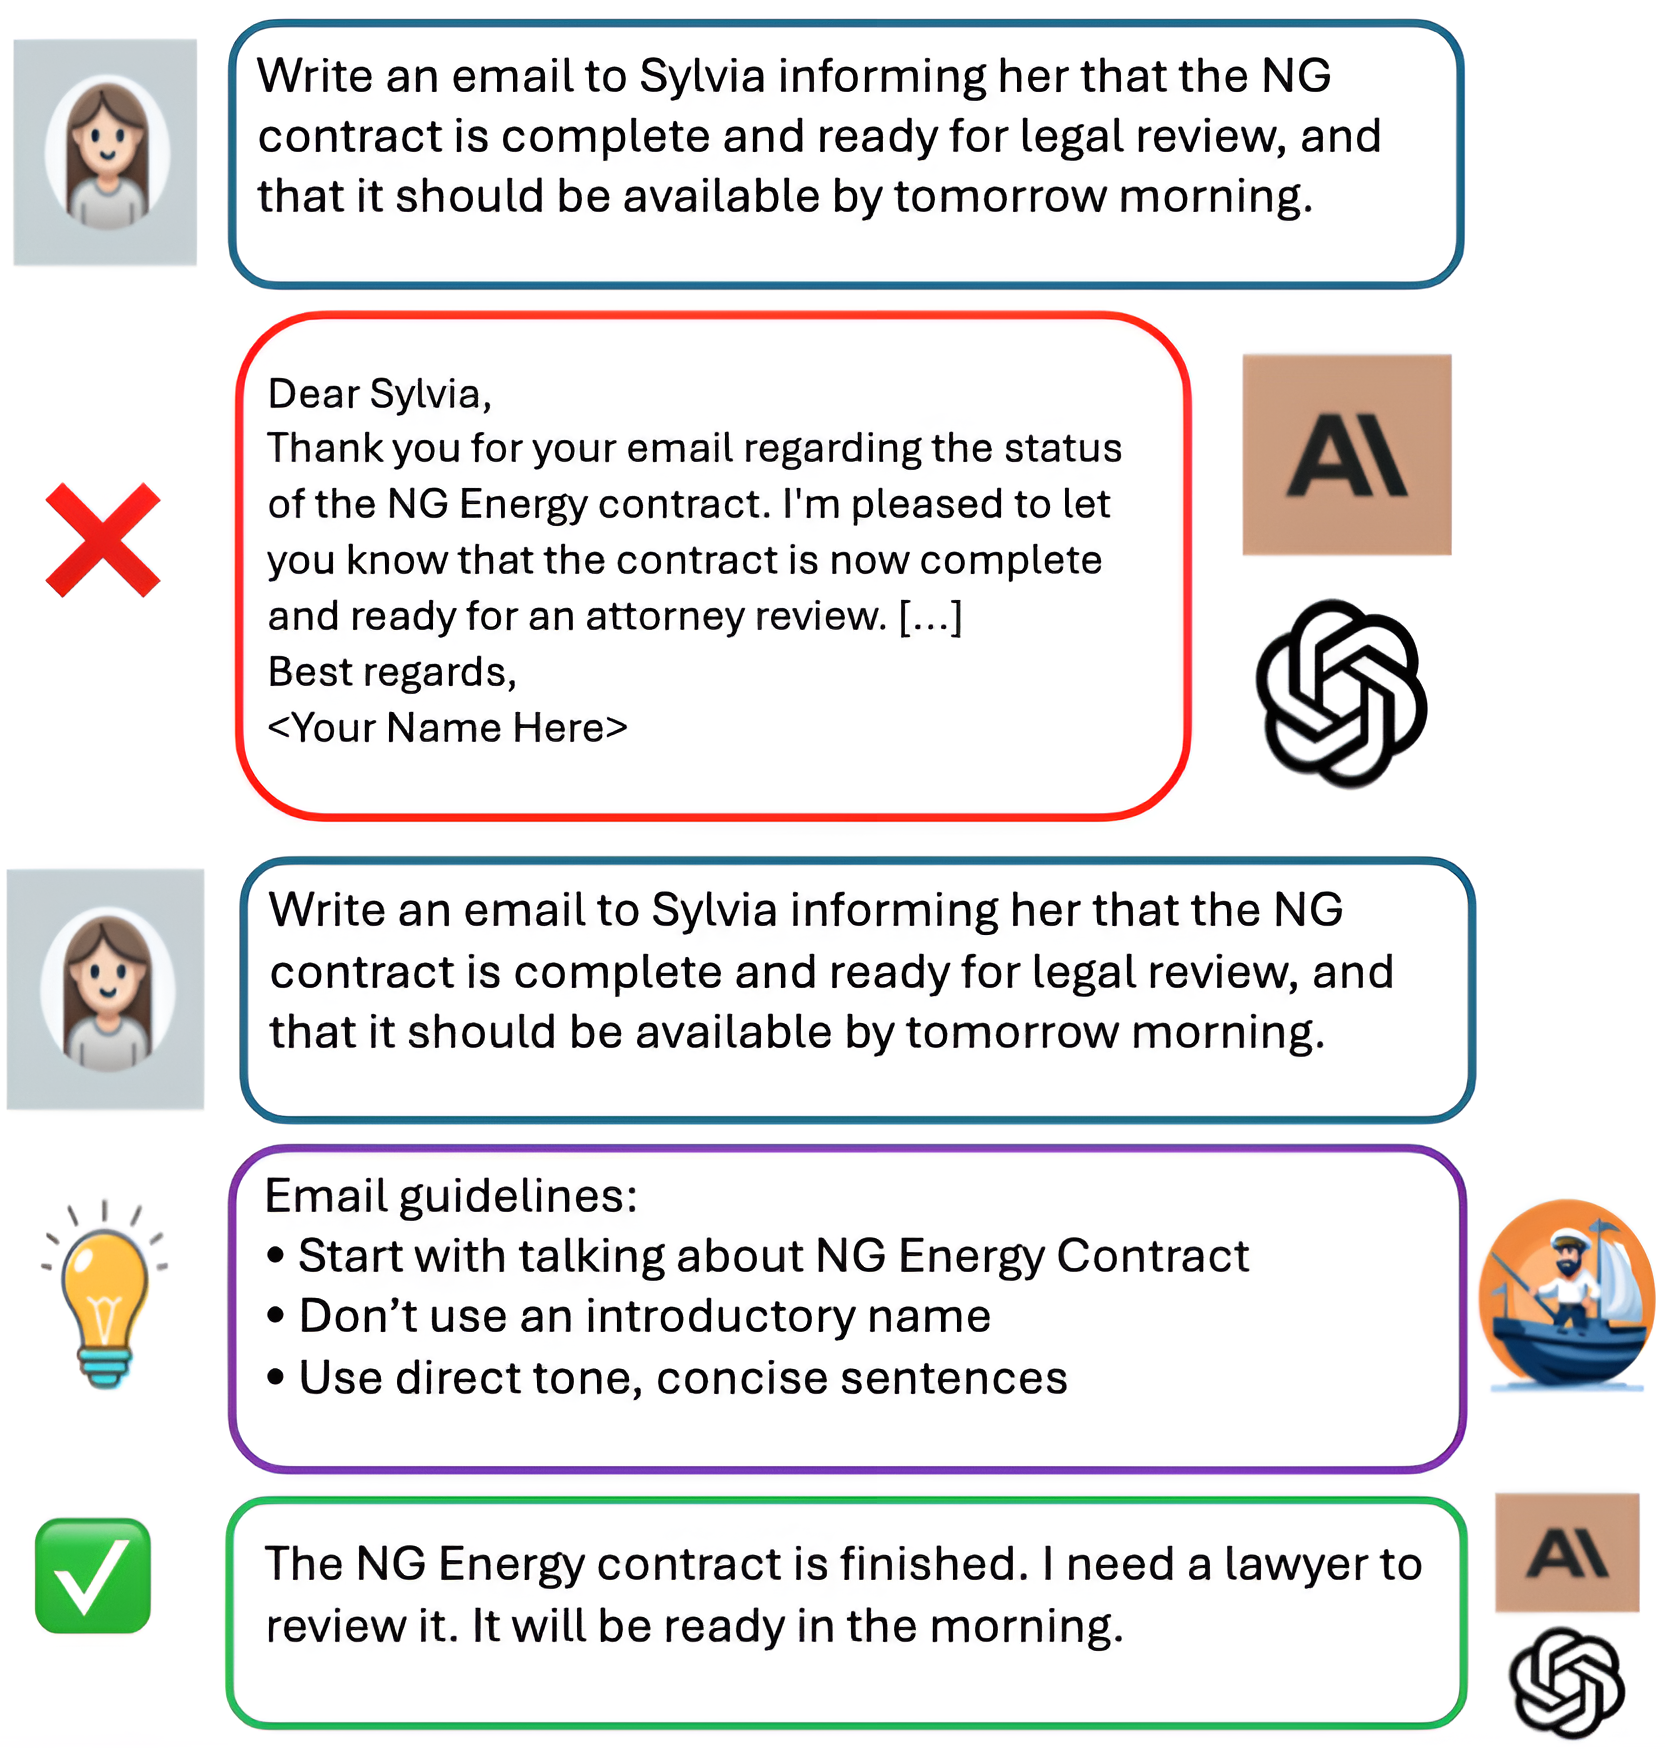 Write an email to Sylvia informing her that the NG
contract is complete and ready for legal review, and
that it should be available by tomorrow morning.
Dear Sylvia,
Thank you for your email regarding the status
of the NG Energy contract. I'm pleased to let
you know that the contract is now complete
and ready for an attorney review. [...]
Best regards,
<Your Name Here>
A\
Write an email to Sylvia informing her that the NG
contract is complete and ready for legal review, and
that it should be available by tomorrow morning.
Email guidelines:
• Start with talking about NG Energy Contract
• Don’t use an introductory name
• Use direct tone, concise sentences
The NG Energy contract is finished. I need a lawyer to
review it. It will be ready in the morning.
A\